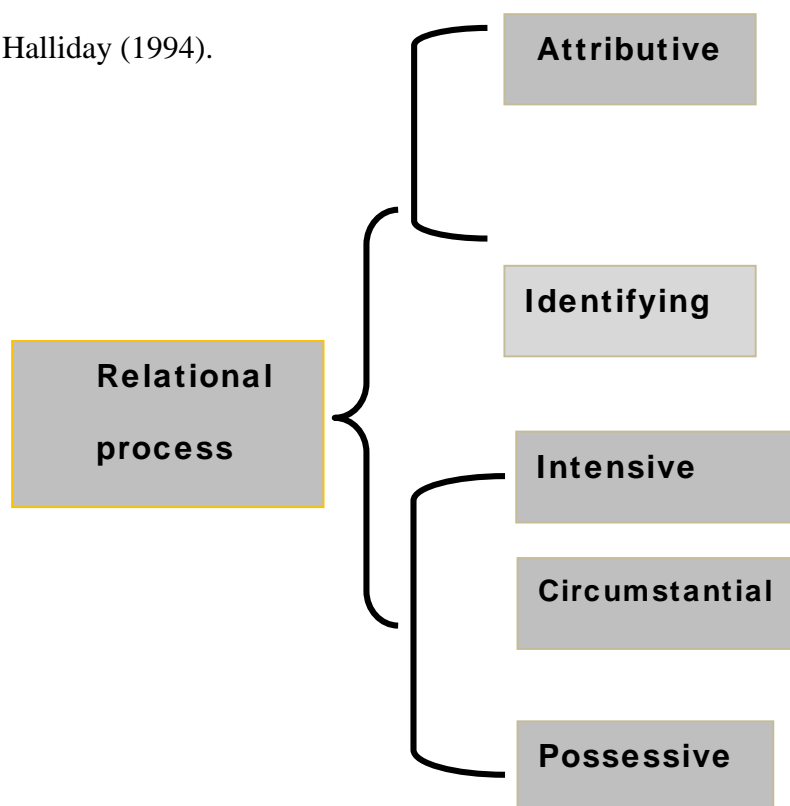 Halliday (1994).
Attributive
Identifying
Relational
process
Intensive
Circumstantial
Possessive